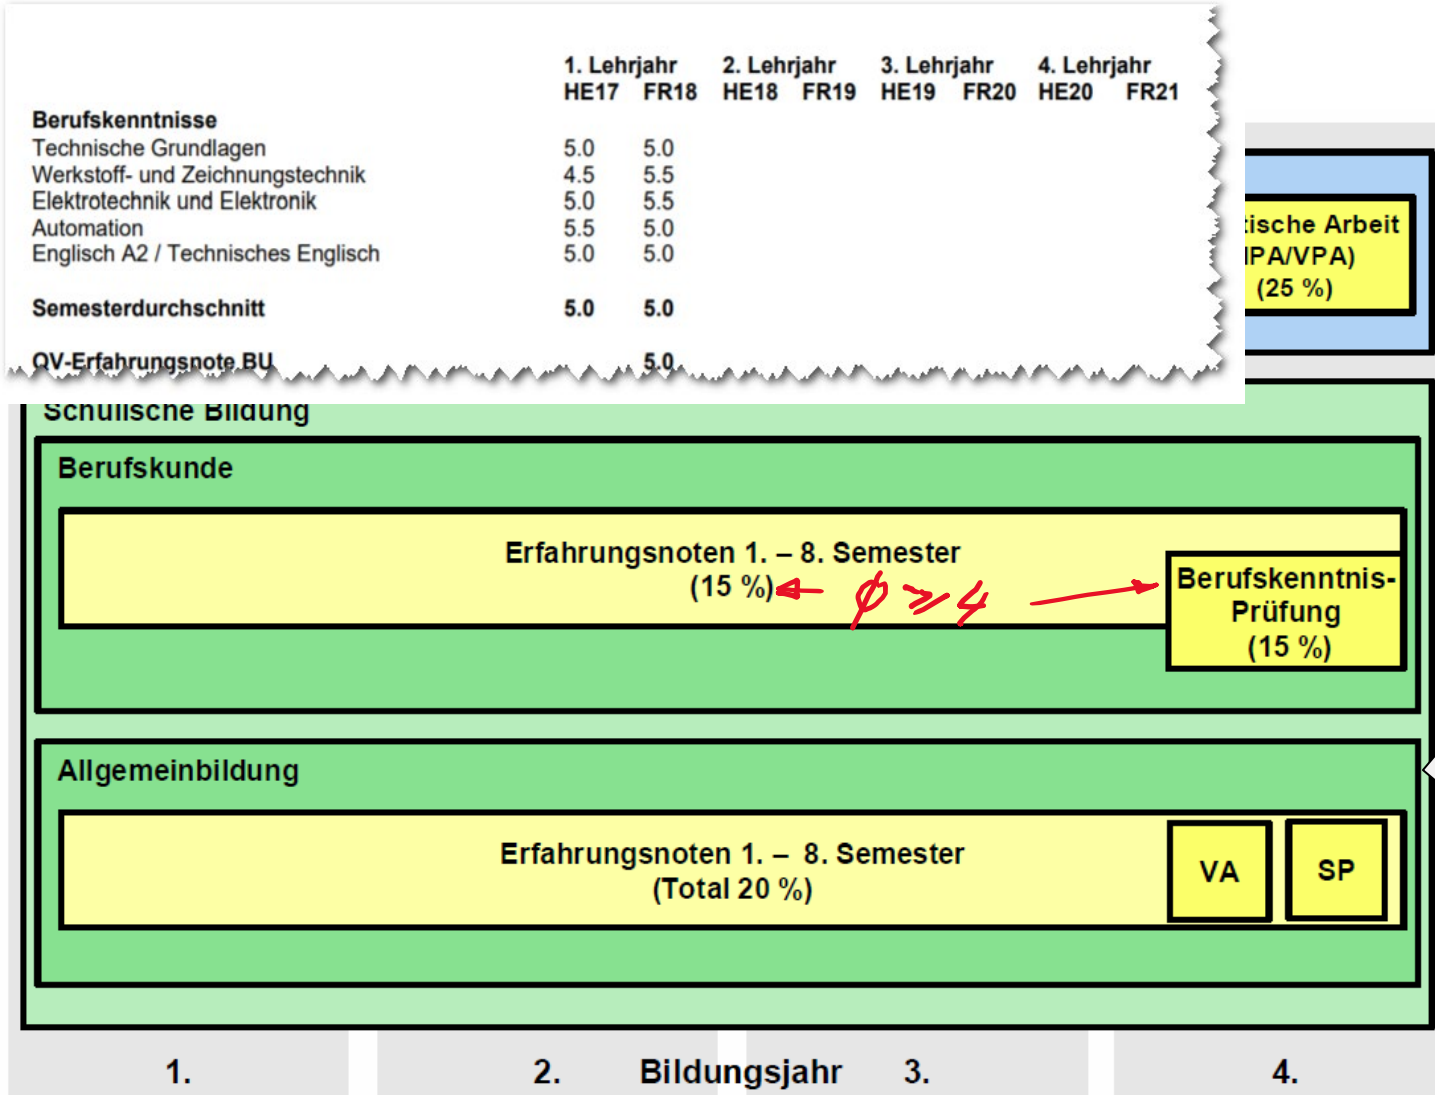 1. Lehrjahr 2. Lehrjahr 3. Lehrjahr 4. Lehrjahr
HE17 FR18 HE18 FR19 HE19 FR20 HE20 FR21
Berufskenntnisse
Technische Grundlagen 5.0 5.0
Werkstoff- und Zeichnungstechnik 4.5 5.5
Elektrotechnik und Elektronik 5.0 5.5
Automation 5.5 5.0
Englisch A2 / Technisches Englisch 5.0 5.0
Semesterdurchschnitt 5.0 5.0
QV-Erfahrungsnote BU 5.0
tische Arbeit
IPA/VPA)
(25 %)
Schulische Bildung
Berufskunde
Erfahrungsnoten 1. – 8. Semester
(15 %)
ϕ ≥ 4
Berufskenntnis-
Prüfung
(15 %)
Allgemeinbildung
Erfahrungsnoten 1. – 8. Semester
(Total 20 %)
VA
SP
1. 2. Bildungsjahr 3. 4.